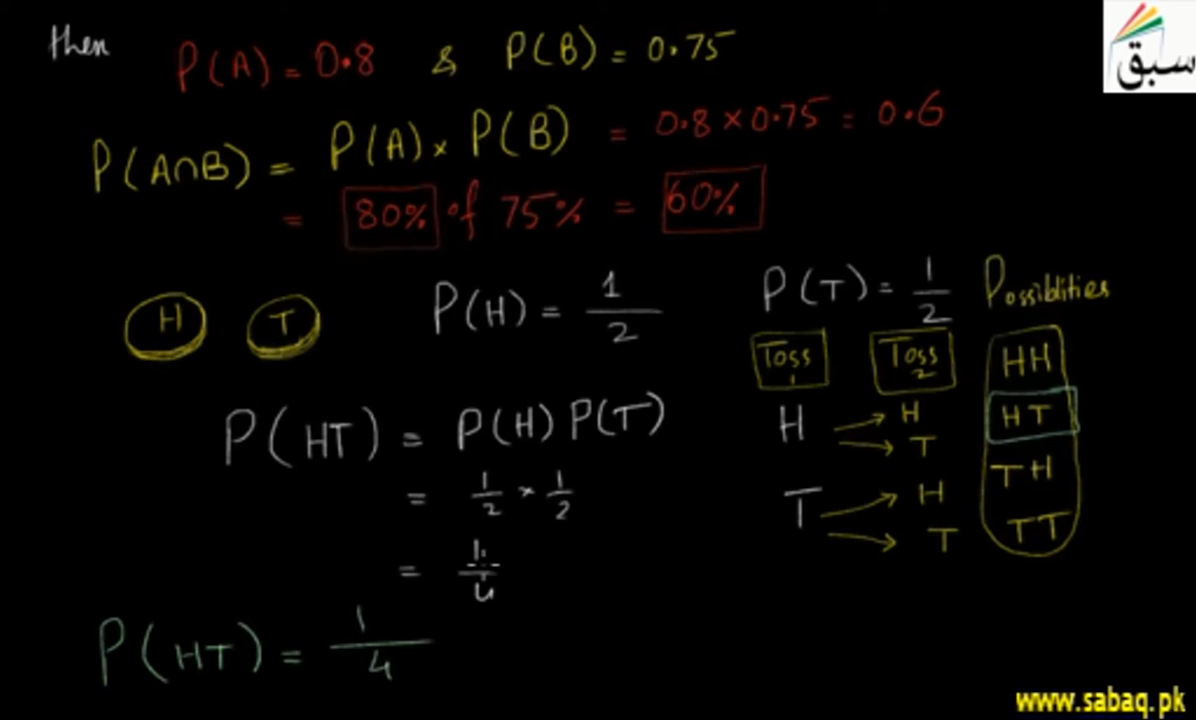 then P(A) = 0.8 & P(B) = 0.75
P(A∩B) = P(A) × P(B) = 0.8 × 0.75 = 0.6
= 80% of 75% = 60%
H T P(H) = 1/2 P(T) = 1/2 Possiblities
Toss 1 Toss 2 HH
P(HT) = P(H) P(T) H → H HT
→ T
= 1/2 × 1/2 T → H TH
→ T TT
= 1/4
P(HT) = 1/4
سبق
www.sabaq.pk